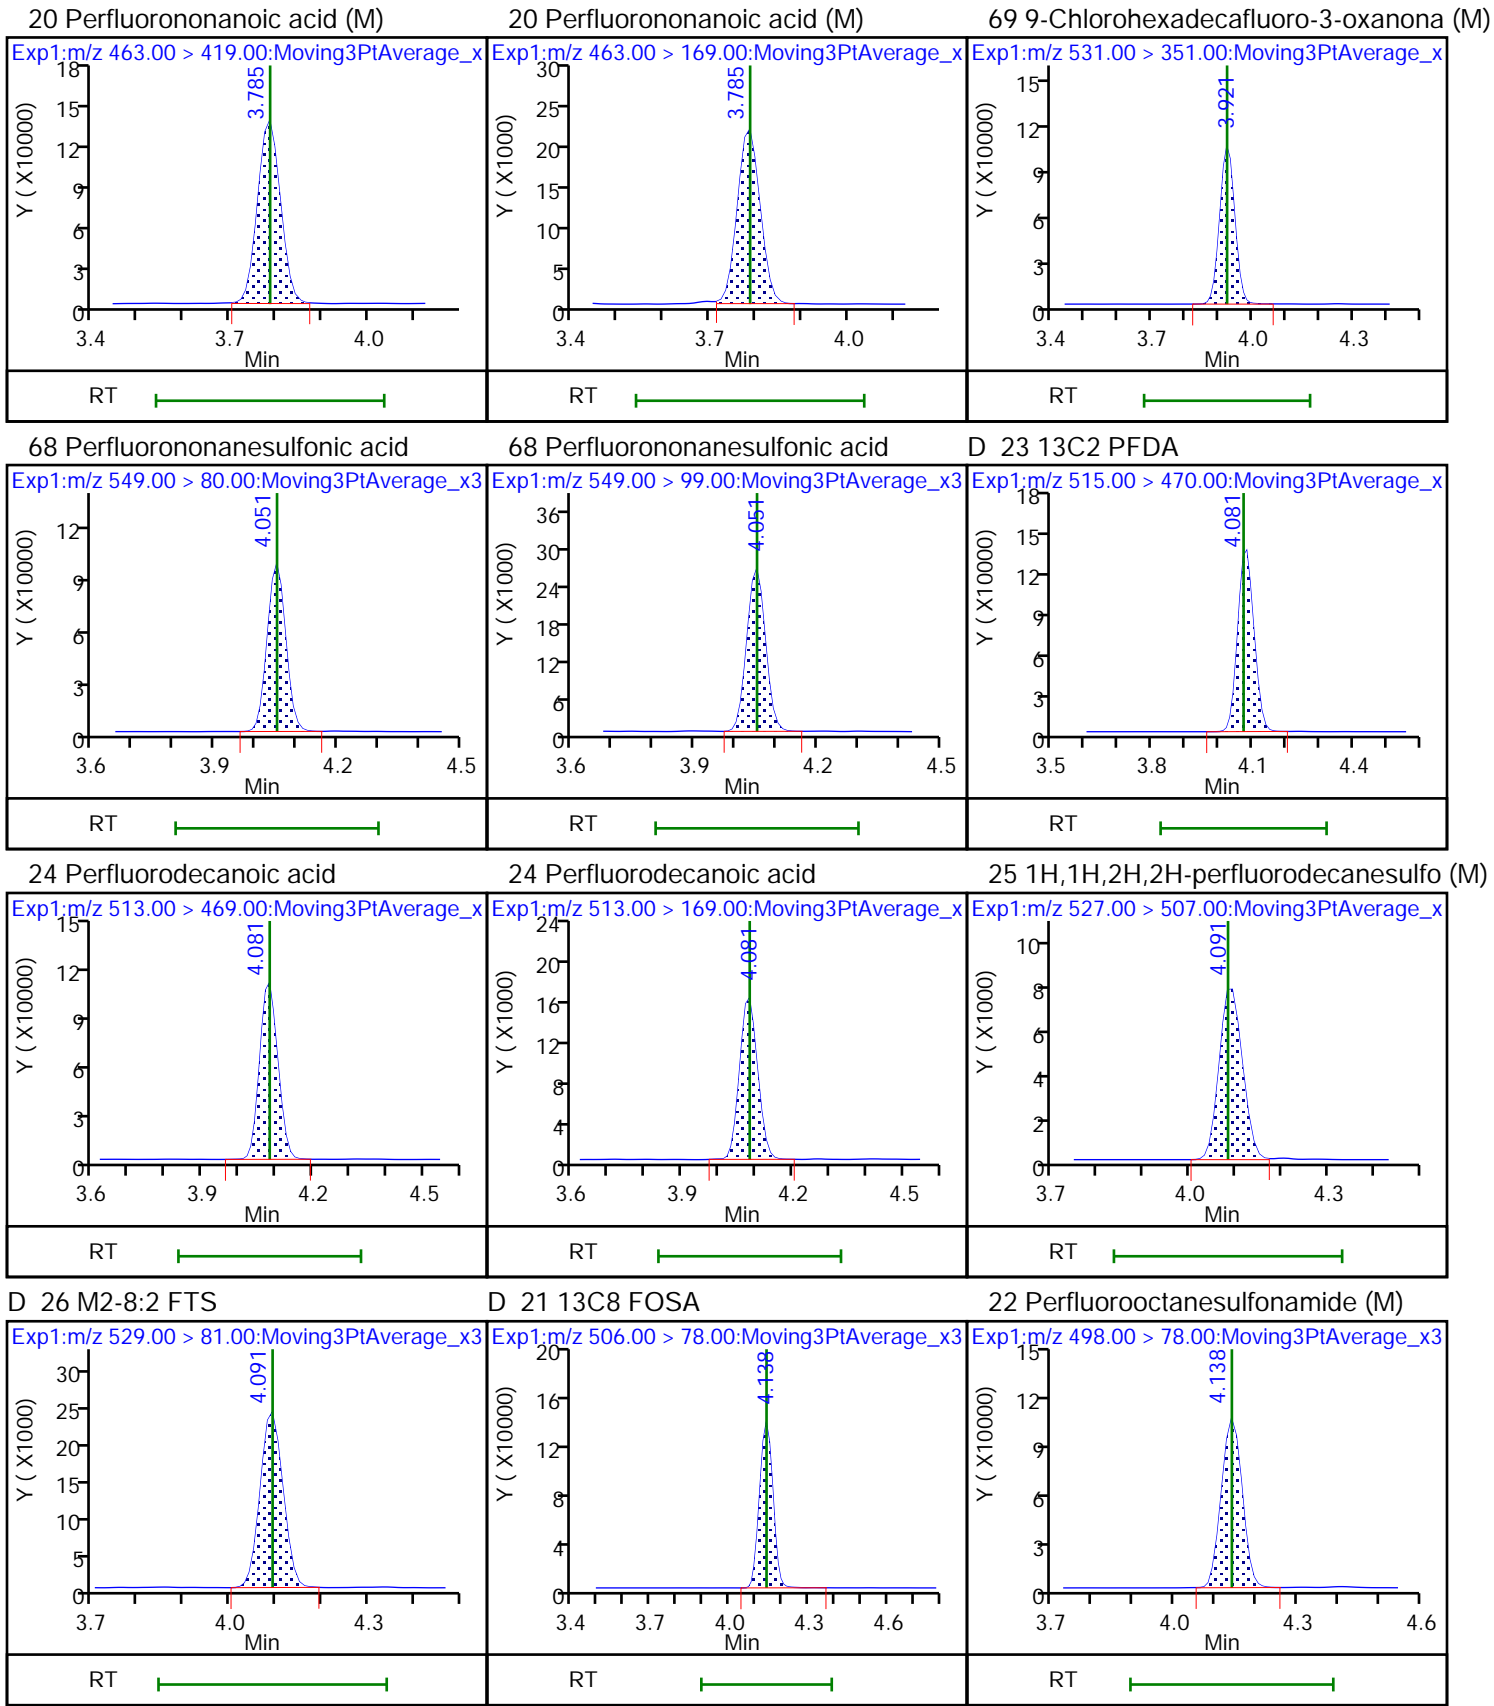 20 Perfluorononanoic acid (M)
Exp1:m/z 463.00 > 419.00:Moving3PtAverage_x
Y ( X10000)
18
15
12
9
6
3
0
3.785
3.4 3.7 4.0
Min
RT
20 Perfluorononanoic acid (M)
Exp1:m/z 463.00 > 169.00:Moving3PtAverage_x
Y ( X1000)
30
25
20
15
10
5
0
3.785
3.4 3.7 4.0
Min
RT
69 9-Chlorohexadecafluoro-3-oxanona (M)
Exp1:m/z 531.00 > 351.00:Moving3PtAverage_x
Y ( X10000)
15
12
9
6
3
0
3.921
3.4 3.7 4.0 4.3
Min
RT
68 Perfluorononanesulfonic acid
Exp1:m/z 549.00 > 80.00:Moving3PtAverage_x3
Y ( X10000)
12
9
6
3
0
4.051
3.6 3.9 4.2 4.5
Min
RT
68 Perfluorononanesulfonic acid
Exp1:m/z 549.00 > 99.00:Moving3PtAverage_x3
Y ( X1000)
36
30
24
18
12
6
0
4.051
3.6 3.9 4.2 4.5
Min
RT
D 23 13C2 PFDA
Exp1:m/z 515.00 > 470.00:Moving3PtAverage_x
Y ( X10000)
18
15
12
9
6
3
0
4.081
3.5 3.8 4.1 4.4
Min
RT
24 Perfluorodecanoic acid
Exp1:m/z 513.00 > 469.00:Moving3PtAverage_x
Y ( X10000)
15
12
9
6
3
0
4.081
3.6 3.9 4.2 4.5
Min
RT
24 Perfluorodecanoic acid
Exp1:m/z 513.00 > 169.00:Moving3PtAverage_x
Y ( X1000)
24
20
16
12
8
4
0
4.081
3.6 3.9 4.2 4.5
Min
RT
25 1H,1H,2H,2H-perfluorodecanesulfo (M)
Exp1:m/z 527.00 > 507.00:Moving3PtAverage_x
Y ( X1000)
10
8
6
4
2
0
4.091
3.7 4.0 4.3
Min
RT
D 26 M2-8:2 FTS
Exp1:m/z 529.00 > 81.00:Moving3PtAverage_x3
Y ( X1000)
30
25
20
15
10
5
0
4.091
3.7 4.0 4.3
Min
RT
D 21 13C8 FOSA
Exp1:m/z 506.00 > 78.00:Moving3PtAverage_x3
Y ( X10000)
20
16
12
8
4
0
4.138
3.4 3.7 4.0 4.3 4.6
Min
RT
22 Perfluorooctanesulfonamide (M)
Exp1:m/z 498.00 > 78.00:Moving3PtAverage_x3
Y ( X10000)
15
12
9
6
3
0
4.138
3.7 4.0 4.3 4.6
Min
RT